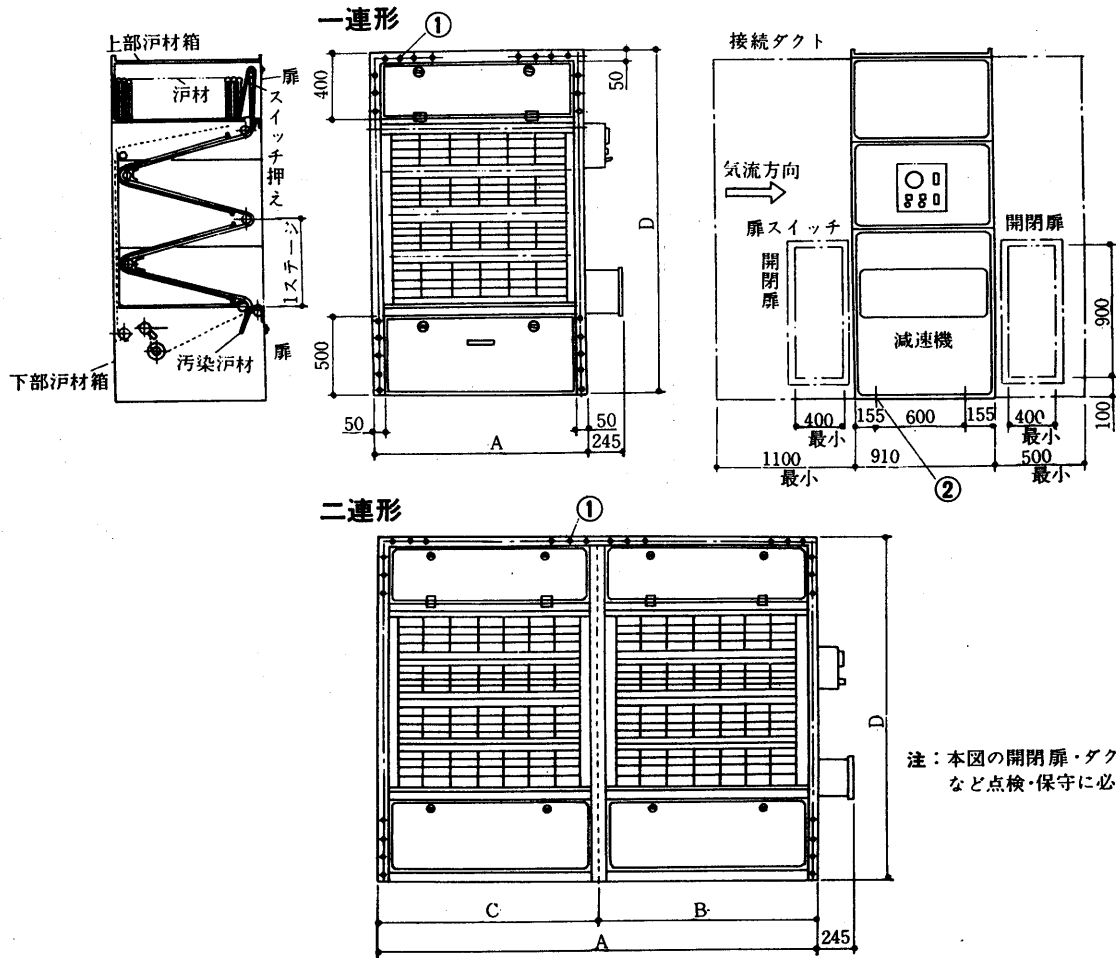 一連形
①
上部沪材箱
沪材
扉
スイッチ押え
1ステージ
扉
汚染沪材
下部沪材箱
400
50
D
500
50
50
A
245
接続ダクト
気流方向
扉スイッチ
開閉扉
開閉扉
減速機
900
100
400
最小
155
600
155
400
最小
1100
最小
910
500
最小
②
二連形
①
D
C
B
A
245
注：本図の開閉扉・ダク
など点検・保守に必